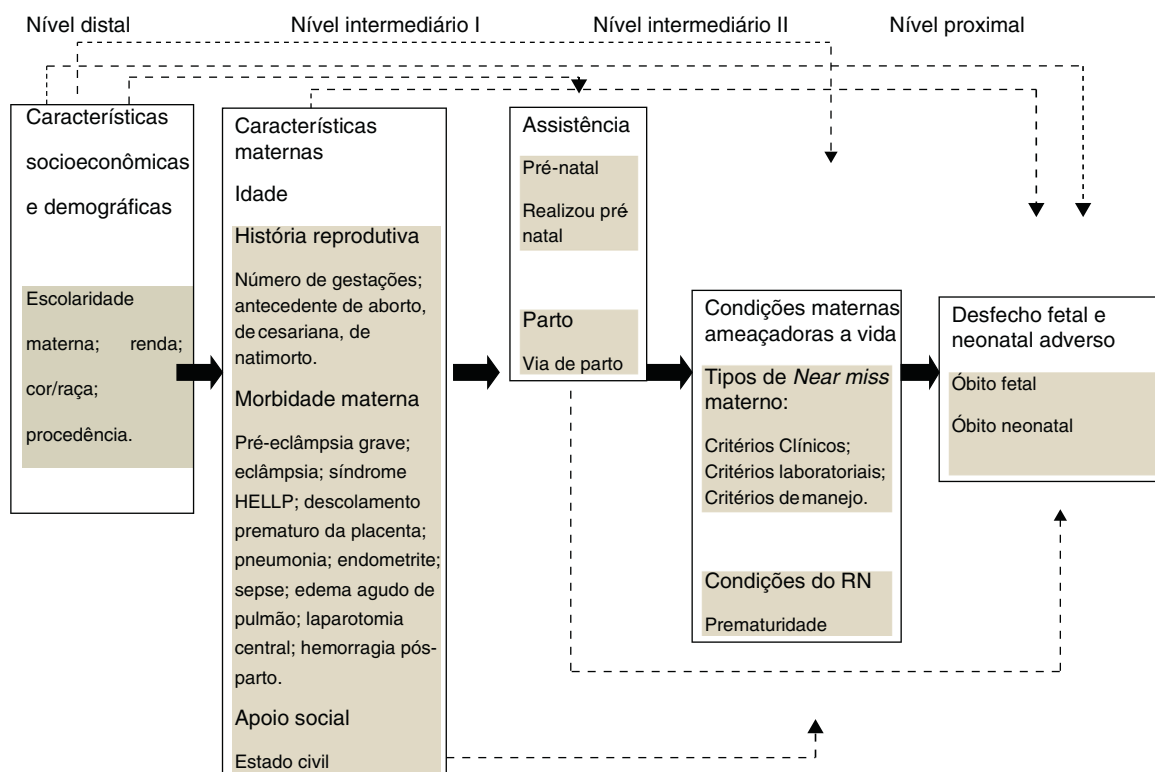 Nível distal
Nível intermediário I
Nível intermediário II
Nível proximal
Características
socioeconômicas
e demográficas
Escolaridade
materna; renda;
cor/raça;
procedência.
Características
maternas
Idade
História reprodutiva
Número de gestações;
antecedente de aborto,
de cesariana, de
natimorto.
Morbidade materna
Pré-eclâmpsia grave;
eclâmpsia; síndrome
HELLP; descolamento
prematuro da placenta;
pneumonia; endometrite;
sepse; edema agudo de
pulmão; laparotomia
central; hemorragia pós-
parto.
Apoio social
Estado civil
Assistência
Pré-natal
Realizou pré
natal
Parto
Via de parto
Condições maternas
ameaçadoras a vida
Tipos de Near miss
materno:
Critérios Clínicos;
Critérios laboratoriais;
Critérios de manejo.
Condições do RN
Prematuridade
Desfecho fetal e
neonatal adverso
Óbito fetal
Óbito neonatal